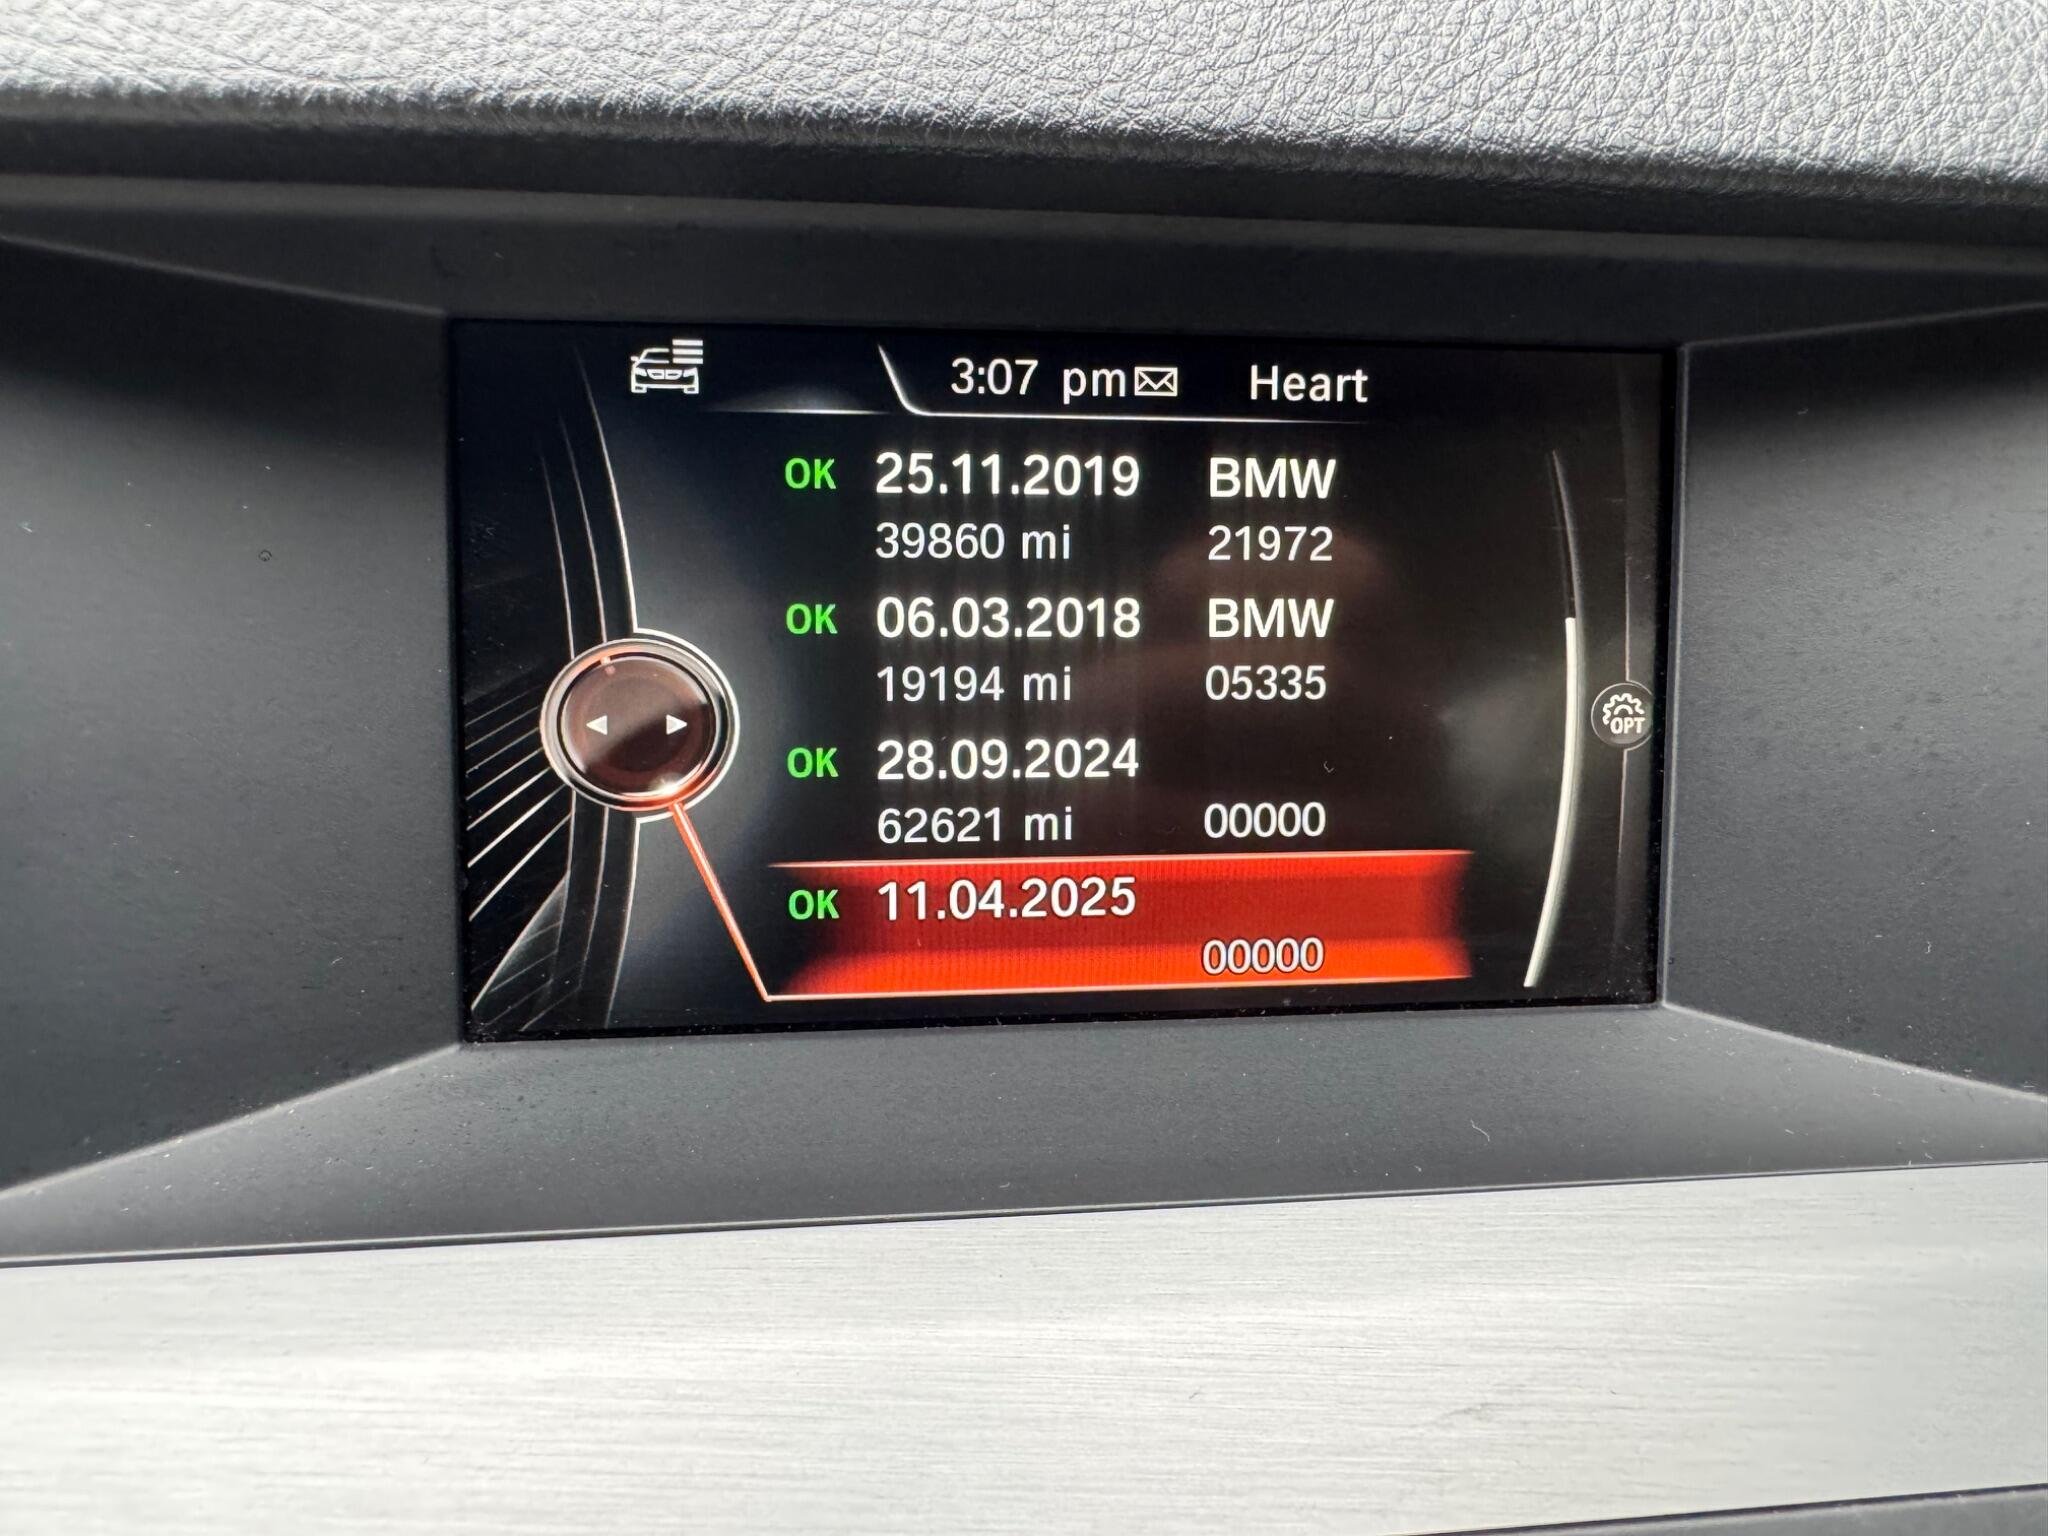 3:07 pm Heart
OK 25.11.2019 BMW
39860 mi 21972
OK 06.03.2018 BMW
19194 mi 05335
OK 28.09.2024
62621 mi 00000
OK 11.04.2025
00000
OPT